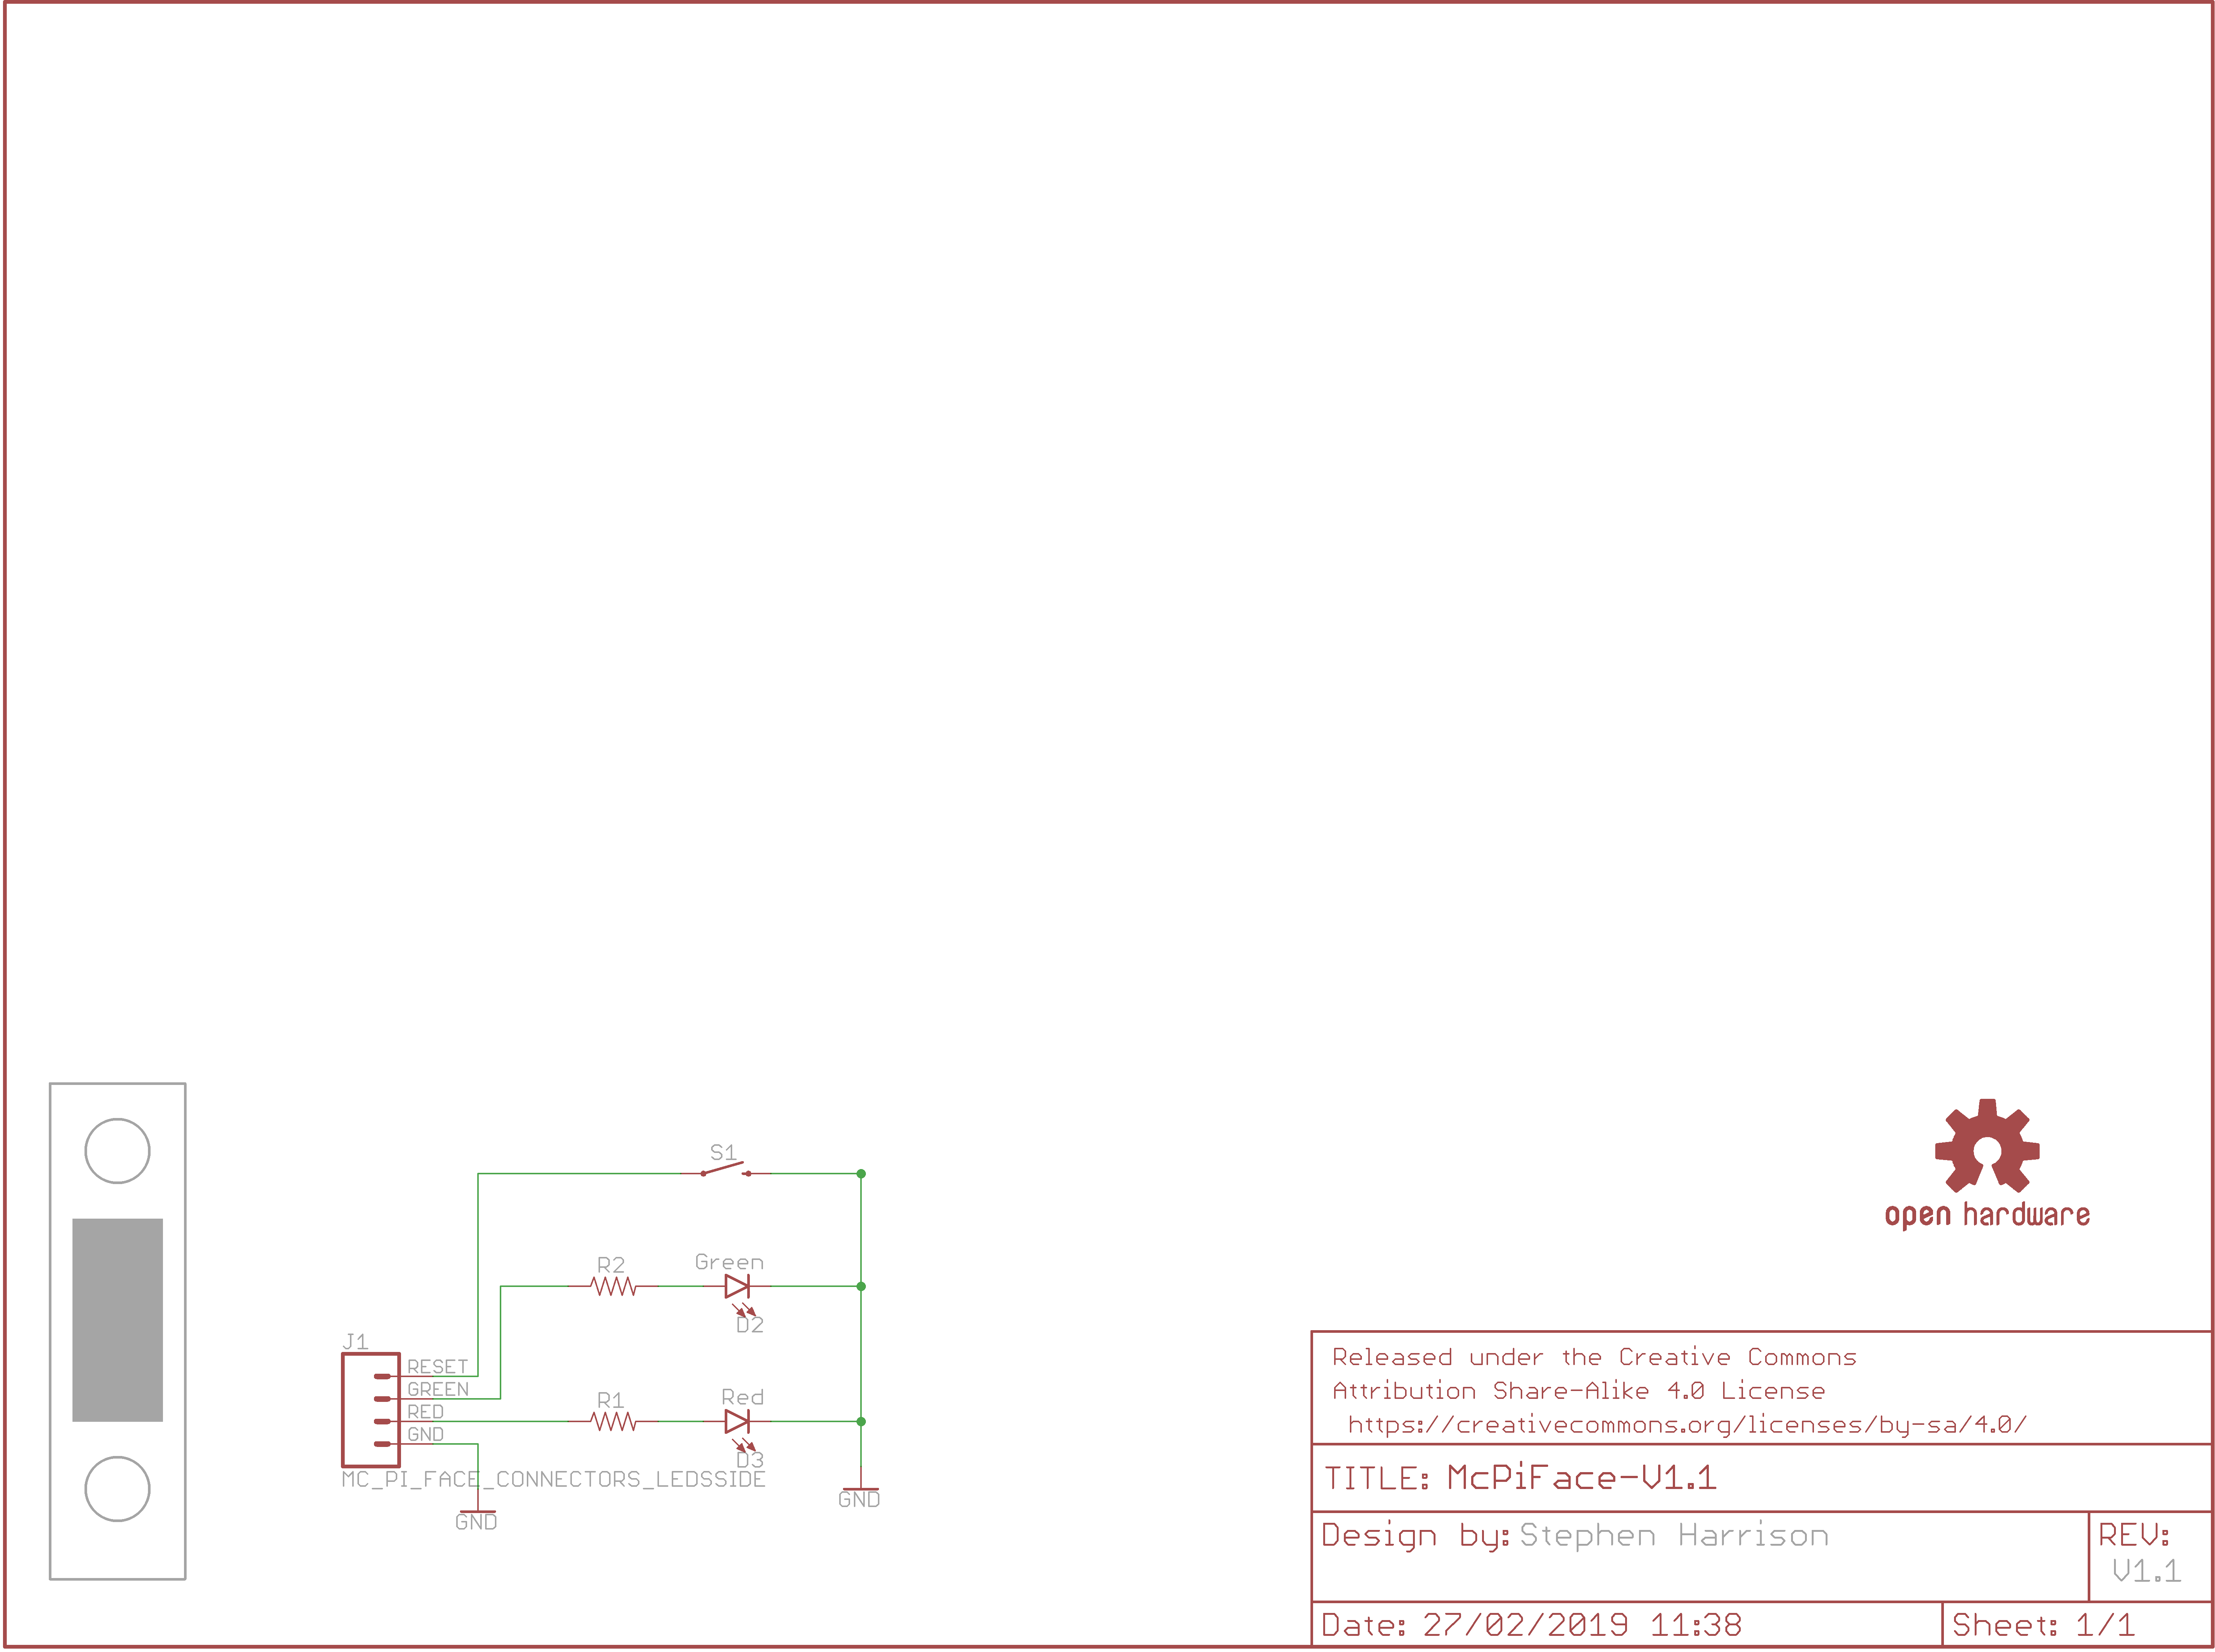 S1
R2
Green
D2
J1
RESET
GREEN
RED
GND
R1
Red
D3
MC_PI_FACE_CONNECTORS_LEDSSIDE
GND
GND
open hardware
Released under the Creative Commons
Attribution Share-Alike 4.0 License
https://creativecommons.org/licenses/by-sa/4.0/
TITLE: McPiFace-V1.1
Design by: Stephen Harrison
REV:
V1.1
Date: 27/02/2019 11:38
Sheet: 1/1